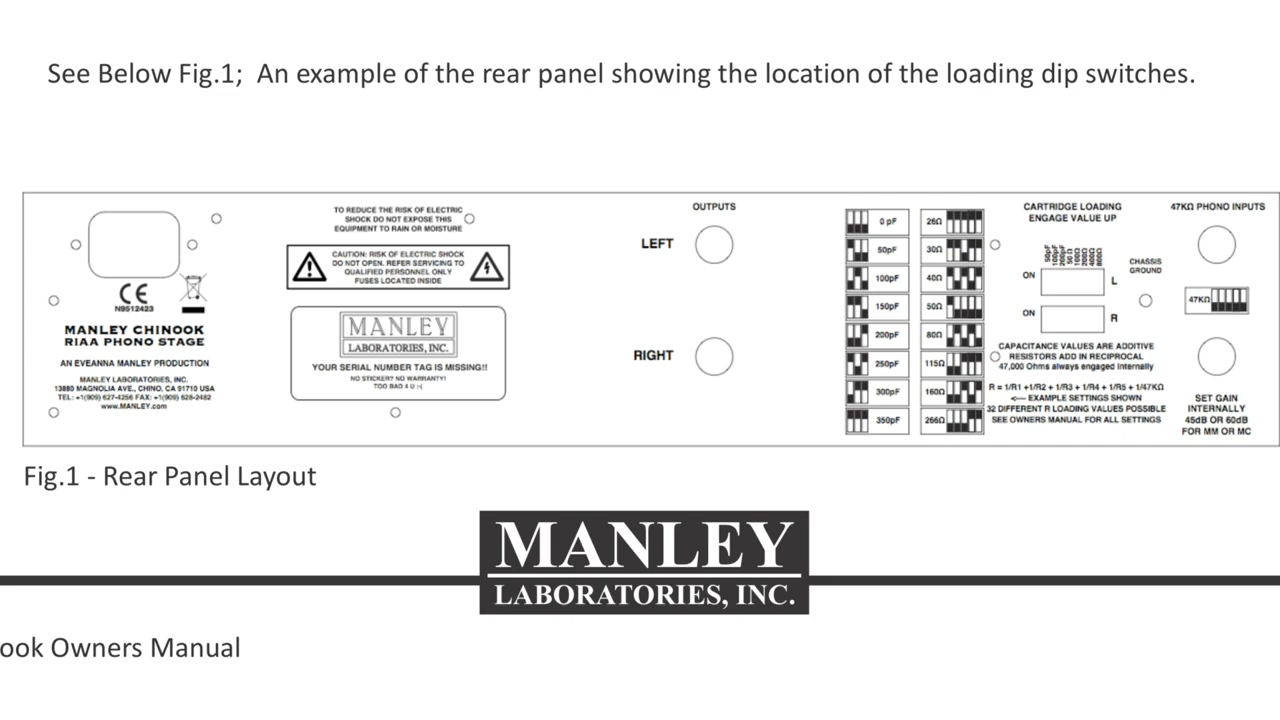 See Below Fig.1;  An example of the rear panel showing the location of the loading dip switches.
CE
N9512423
MANLEY CHINOOK
RIAA PHONO STAGE
AN EVEANNA MANLEY PRODUCTION
MANLEY LABORATORIES, INC.
13880 MAGNOLIA AVE., CHINO, CA 91710 USA
TEL: +1(909) 627-4256 FAX: +1(909) 628-2482
www.MANLEY.com
TO REDUCE THE RISK OF ELECTRIC
SHOCK DO NOT EXPOSE THIS
EQUIPMENT TO RAIN OR MOISTURE
CAUTION: RISK OF ELECTRIC SHOCK
DO NOT OPEN. REFER SERVICING TO
QUALIFIED PERSONNEL ONLY
FUSES LOCATED INSIDE
MANLEY
LABORATORIES, INC.
YOUR SERIAL NUMBER TAG IS MISSING!!
NO STICKER? NO WARRANTY!
TOO BAD 4 U :-(
OUTPUTS
LEFT
RIGHT
0 pF
50pF
100pF
150pF
200pF
250pF
300pF
350pF
26Ω
30Ω
40Ω
50Ω
80Ω
115Ω
160Ω
266Ω
CARTRIDGE LOADING
ENGAGE VALUE UP
50pF
100pF
200pF
101Ω
100Ω
200Ω
400Ω
800Ω
ON
L
ON
R
CHASSIS
GROUND
CAPACITANCE VALUES ARE ADDITIVE
RESISTORS ADD IN RECIPROCAL
47,000 Ohms always engaged internally
R = 1/R1 +1/R2 + 1/R3 + 1/R4 + 1/R5 + 1/47KΩ
<— EXAMPLE SETTINGS SHOWN
32 DIFFERENT R LOADING VALUES POSSIBLE
SEE OWNERS MANUAL FOR ALL SETTINGS
47KΩ PHONO INPUTS
47KΩ
SET GAIN
INTERNALLY
45dB OR 60dB
FOR MM OR MC
Fig.1 - Rear Panel Layout
MANLEY
LABORATORIES, INC.
ook Owners Manual